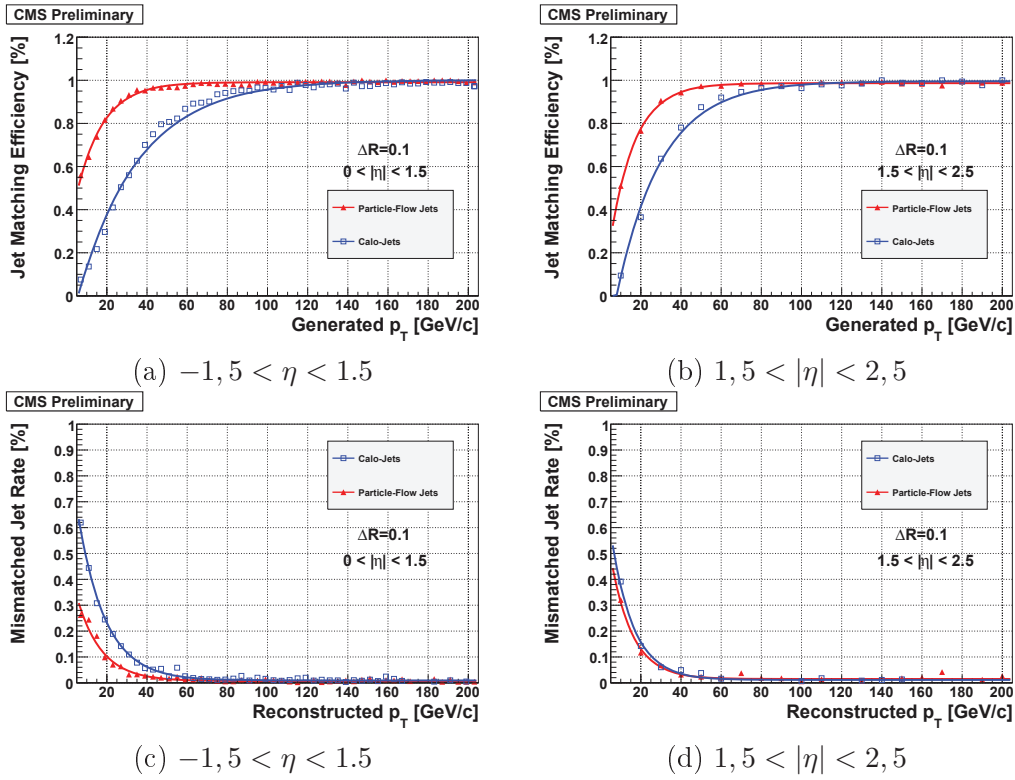 CMS Preliminary
Jet Matching Efficiency [%]
1.2
1
0.8
0.6
0.4
0.2
0
ΔR=0.1
0 < |η| < 1.5
Particle-Flow Jets
Calo-Jets
20 40 60 80 100 120 140 160 180 200
Generated p_T [GeV/c]
(a) −1, 5 < η < 1.5
CMS Preliminary
Jet Matching Efficiency [%]
1.2
1
0.8
0.6
0.4
0.2
0
ΔR=0.1
1.5 < |η| < 2.5
Particle-Flow Jets
Calo-Jets
20 40 60 80 100 120 140 160 180 200
Generated p_T [GeV/c]
(b) 1, 5 < |η| < 2, 5
CMS Preliminary
Mismatched Jet Rate [%]
1
0.9
0.8
0.7
0.6
0.5
0.4
0.3
0.2
0.1
0
Calo-Jets
Particle-Flow Jets
ΔR=0.1
0 < |η| < 1.5
20 40 60 80 100 120 140 160 180 200
Reconstructed p_T [GeV/c]
(c) −1, 5 < η < 1.5
CMS Preliminary
Mismatched Jet Rate [%]
1
0.9
0.8
0.7
0.6
0.5
0.4
0.3
0.2
0.1
0
Calo-Jets
Particle-Flow Jets
ΔR=0.1
1.5 < |η| < 2.5
20 40 60 80 100 120 140 160 180 200
Reconstructed p_T [GeV/c]
(d) 1, 5 < |η| < 2, 5